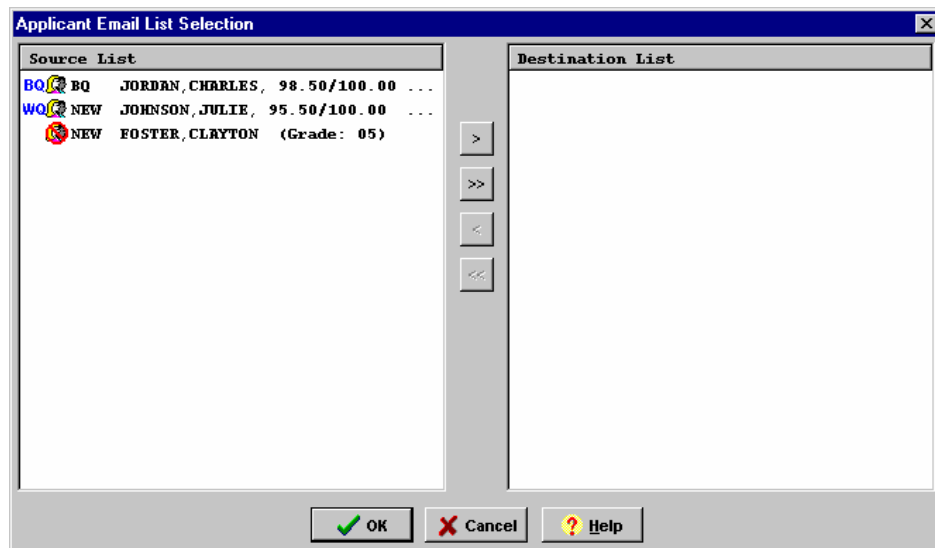 Applicant Email List Selection
Source List
Destination List
BQ BQ JORDAN,CHARLES, 98.50/100.00 ...
WQ NEW JOHNSON,JULIE, 95.50/100.00 ...
NEW FOSTER,CLAYTON (Grade: 05)
>
>>
<
<<
OK Cancel ? Help